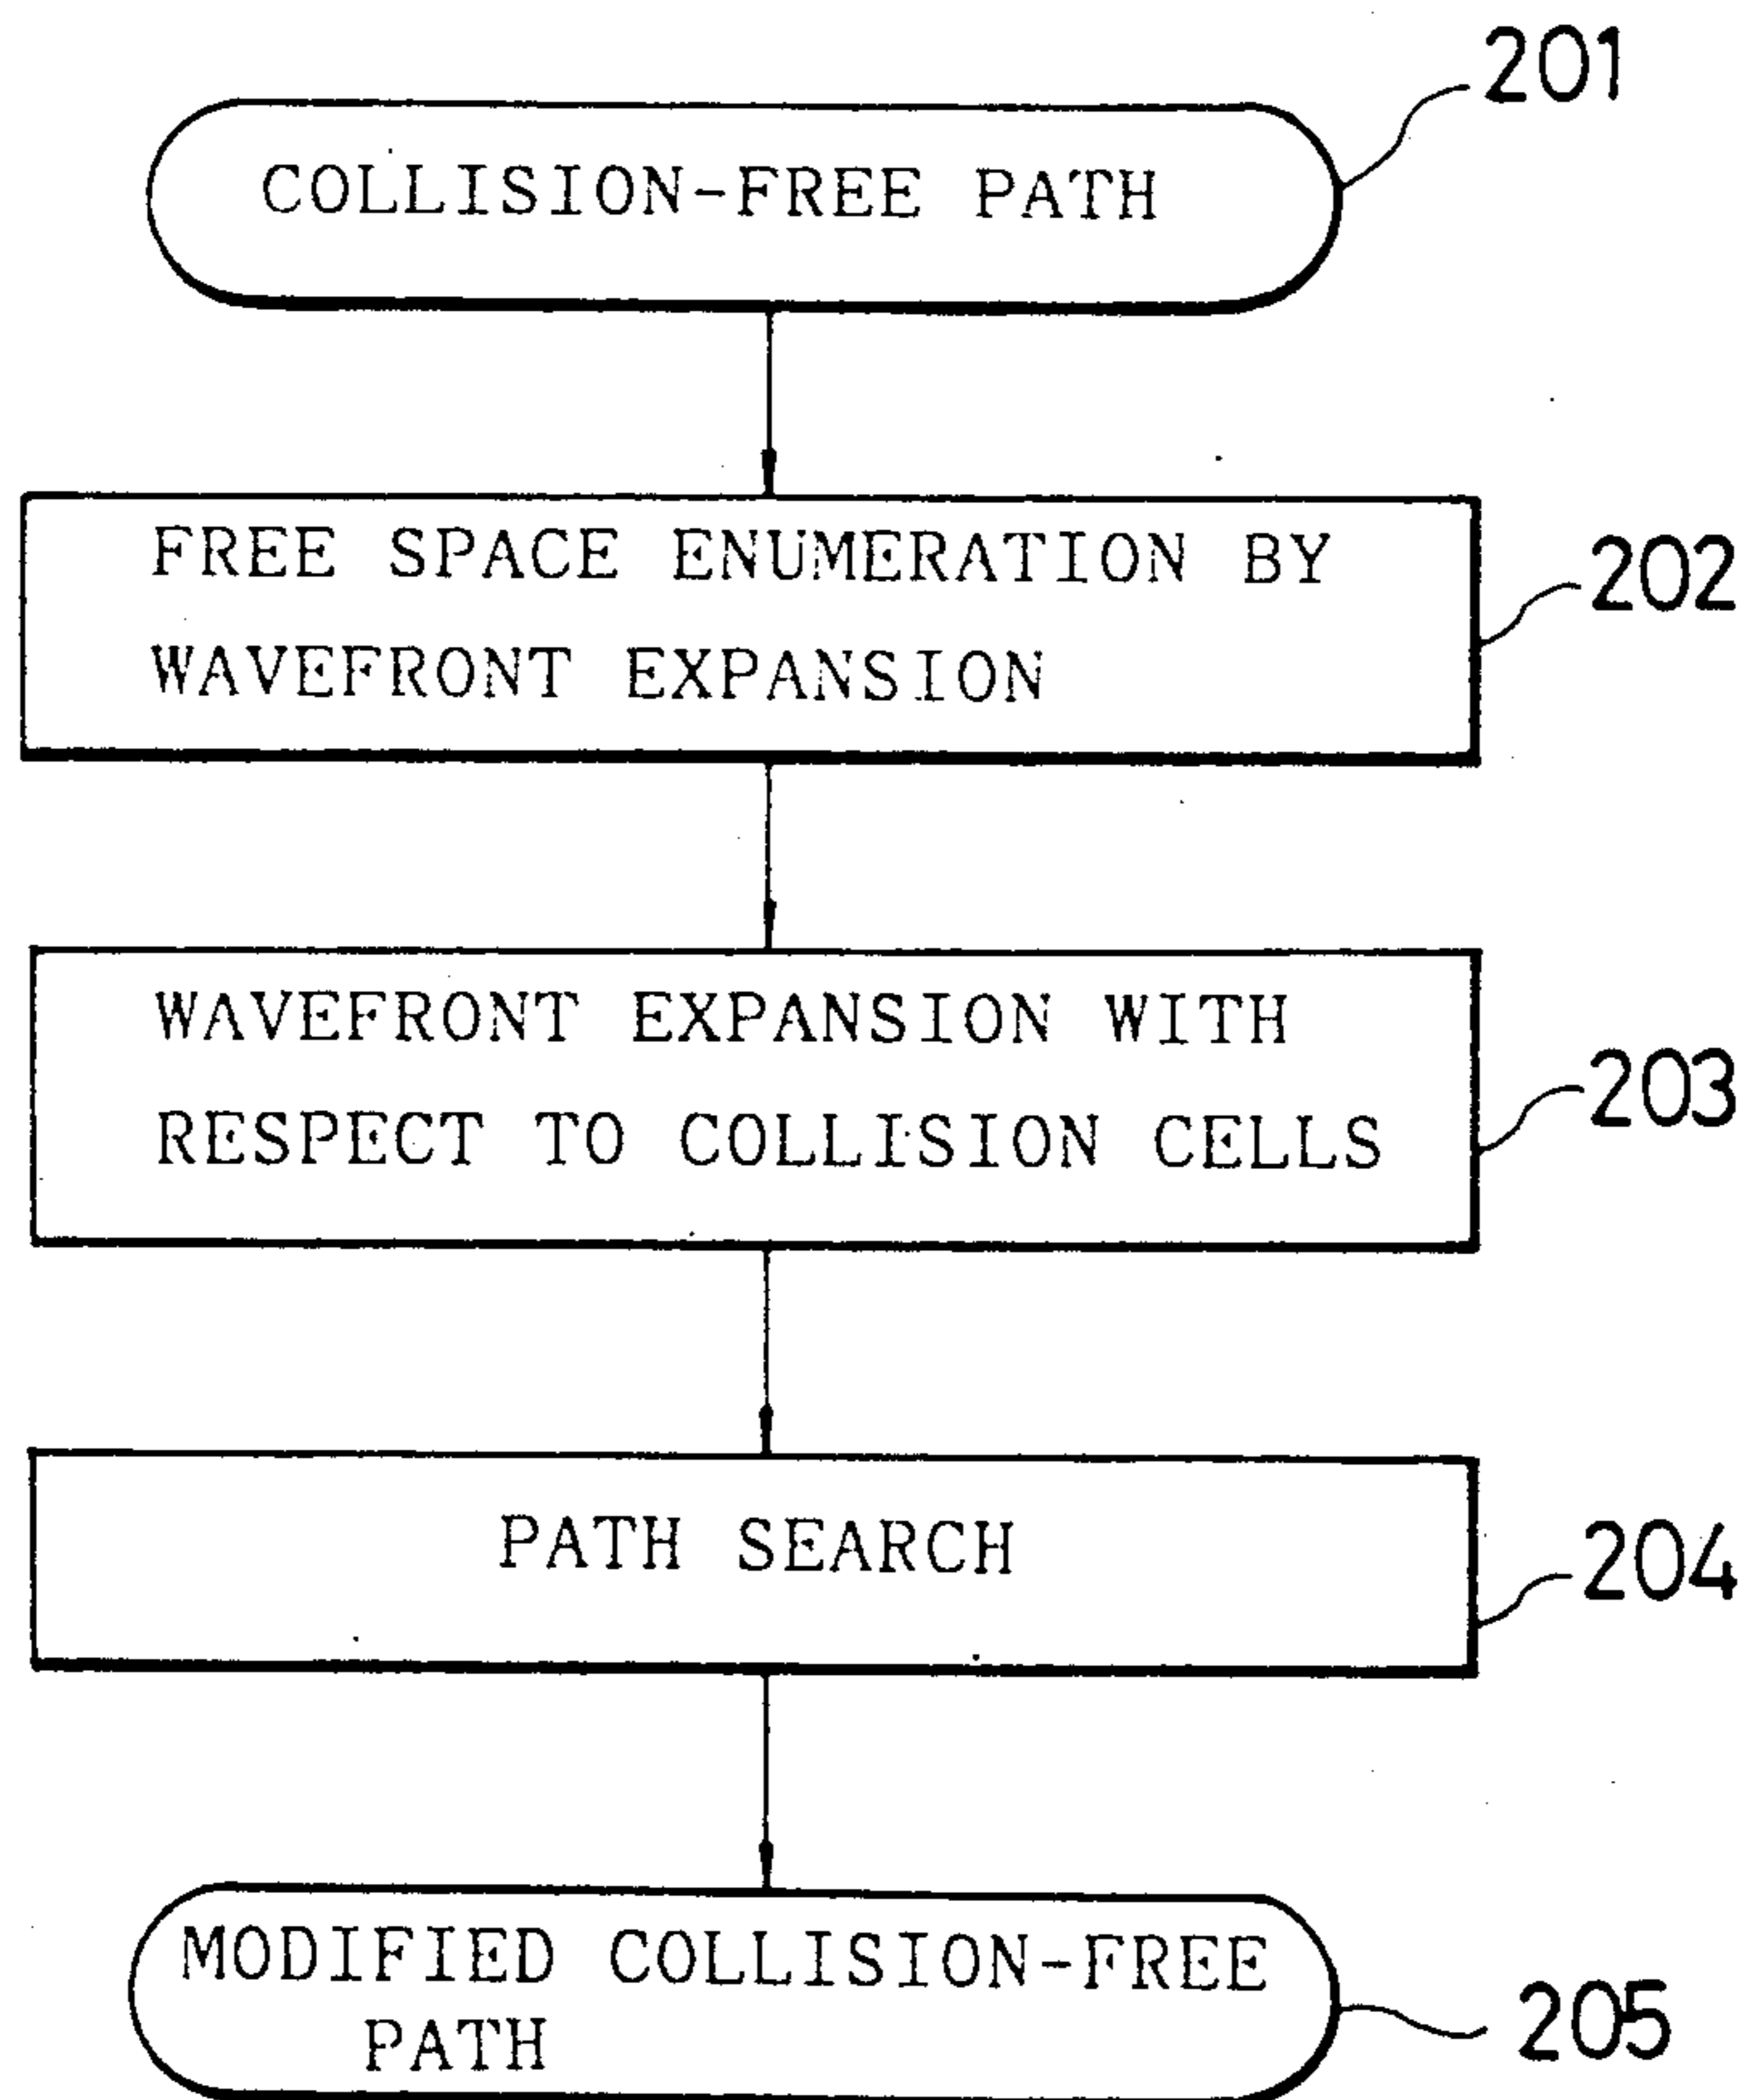 201
COLLISION-FREE PATH
FREE SPACE ENUMERATION BY
WAVEFRONT EXPANSION
202
WAVEFRONT EXPANSION WITH
RESPECT TO COLLISION CELLS
203
PATH SEARCH
204
MODIFIED COLLISION-FREE
PATH
205